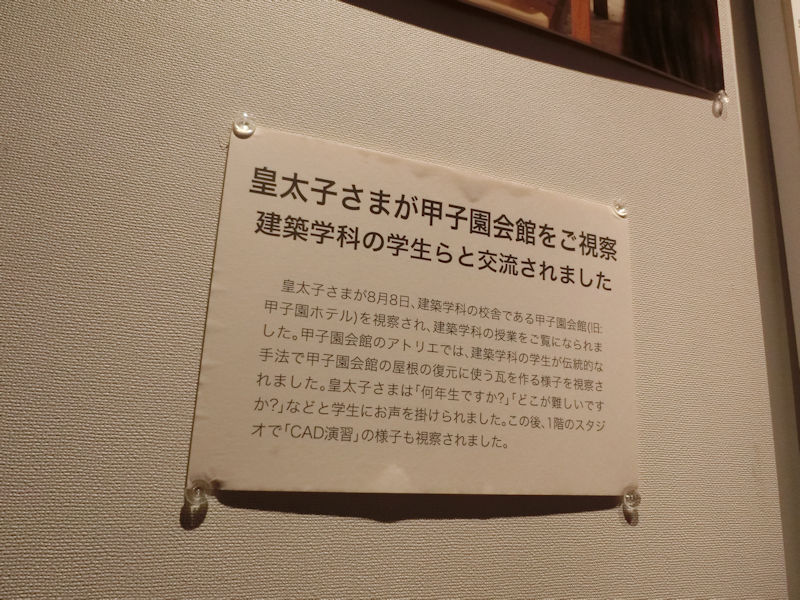 皇太子さまが甲子園会館をご視察
建築学科の学生らと交流されました
皇太子さまが8月8日、建築学科の校舎である甲子園会館(旧:
甲子園ホテル)を視察され、建築学科の授業をご覧になられま
した。甲子園会館のアトリエでは、建築学科の学生が伝統的な
手法で甲子園会館の屋根の復元に使う瓦を作る様子を視察さ
れました。皇太子さまは「何年生ですか?」「どこが難しいです
か?」などと学生にお声を掛けられました。この後、1階のスタジ
オで「CAD演習」の様子も視察されました。